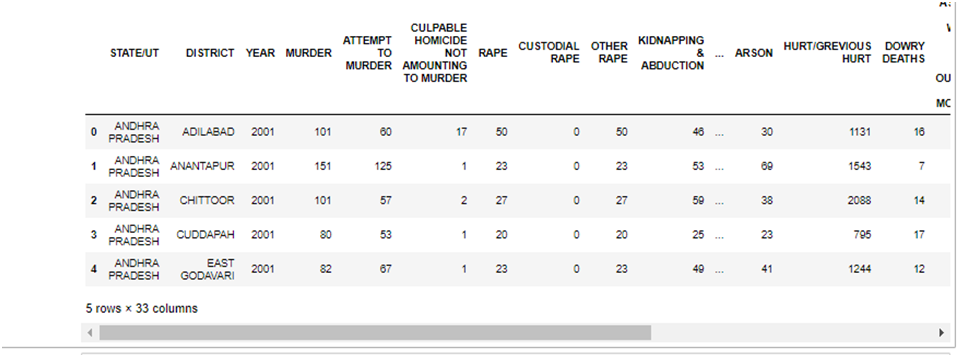 STATE/UT DISTRICT YEAR MURDER ATTEMPT TO MURDER CULPABLE HOMICIDE NOT AMOUNTING TO MURDER RAPE CUSTODIAL RAPE OTHER RAPE KIDNAPPING & ABDUCTION ... ARSON HURT/GREVIOUS HURT DOWRY DEATHS OU MO
0 ANDHRA PRADESH ADILABAD 2001 101 60 17 50 0 50 46 ... 30 1131 16
1 ANDHRA PRADESH ANANTAPUR 2001 151 125 1 23 0 23 53 ... 69 1543 7
2 ANDHRA PRADESH CHITTOOR 2001 101 57 2 27 0 27 59 ... 38 2088 14
3 ANDHRA PRADESH CUDDAPAH 2001 80 53 1 20 0 20 25 ... 23 795 17
4 ANDHRA PRADESH EAST GODAVARI 2001 82 67 1 23 0 23 49 ... 41 1244 12
5 rows × 33 columns